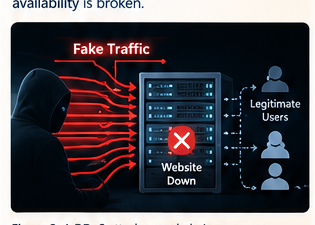 availability is broken.
Fake Traffic
Legitimate
Users
Website
Down